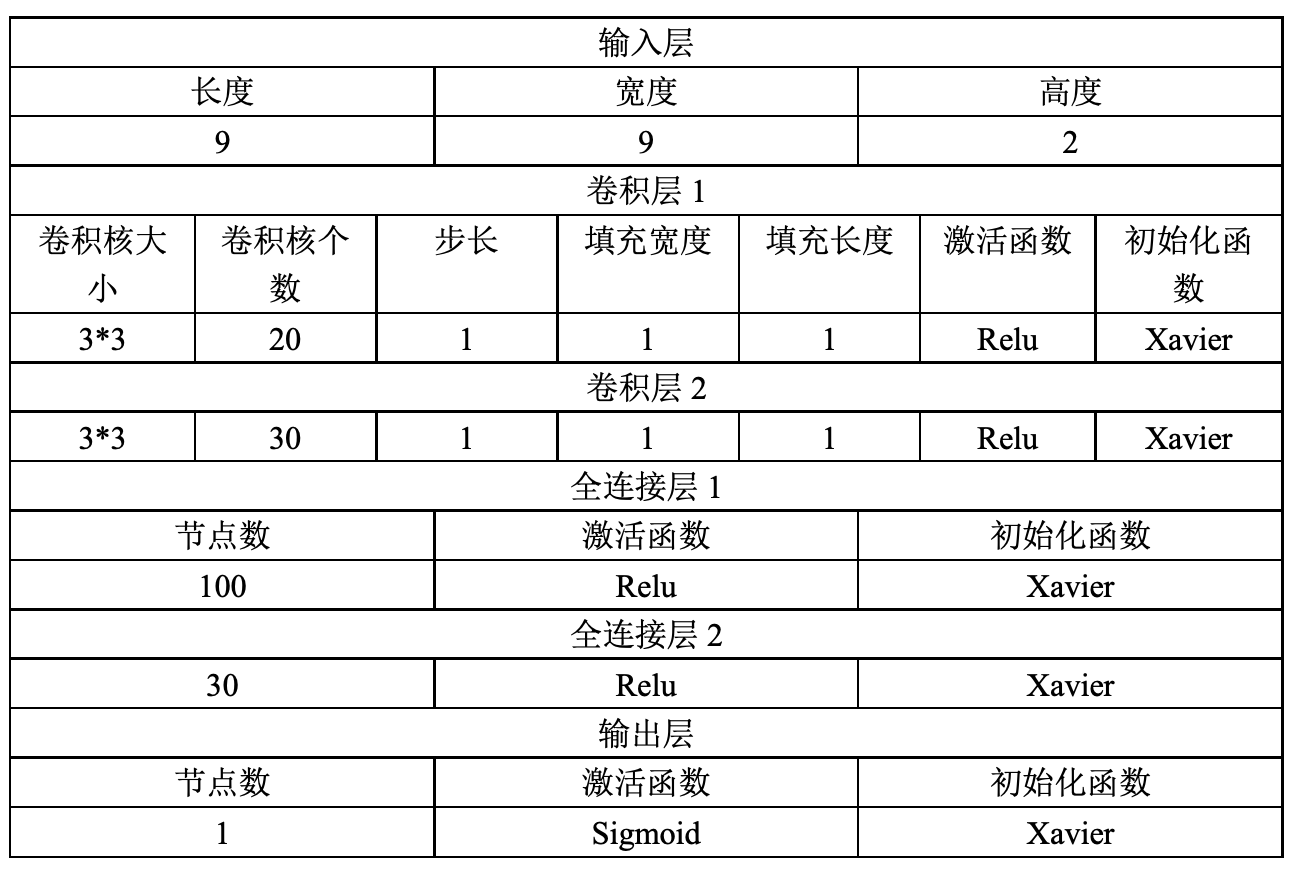 输入层
长度 宽度 高度
9 9 2
卷积层 1
卷积核大小 卷积核个数 步长 填充宽度 填充长度 激活函数 初始化函数
3*3 20 1 1 1 Relu Xavier
卷积层 2
3*3 30 1 1 1 Relu Xavier
全连接层 1
节点数 激活函数 初始化函数
100 Relu Xavier
全连接层 2
30 Relu Xavier
输出层
节点数 激活函数 初始化函数
1 Sigmoid Xavier